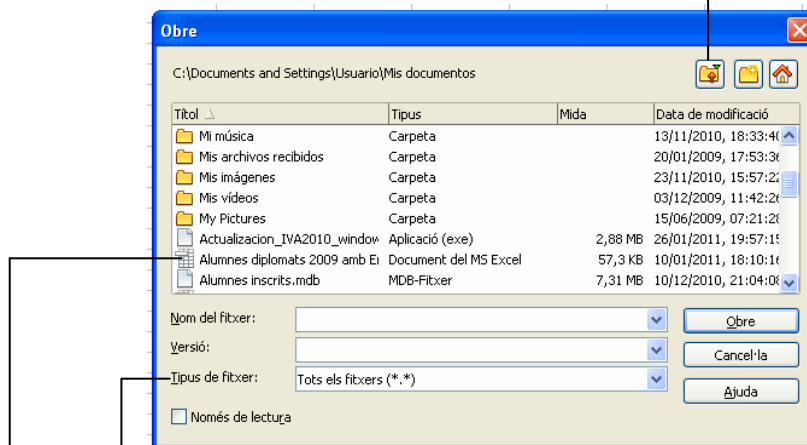 Obre
C:\Documents and Settings\Usuario\Mis documentos
Títol Tipus Mida Data de modificació
Mi música Carpeta 13/11/2010, 18:33:40
Mis archivos recibidos Carpeta 20/01/2009, 17:53:36
Mis imágenes Carpeta 23/11/2010, 15:57:22
Mis vídeos Carpeta 03/12/2009, 11:42:26
My Pictures Carpeta 15/06/2009, 07:21:28
Actualizacion_IVA2010_window Aplicació (exe) 2,88 MB 26/01/2011, 19:57:15
Alumnes diplomats 2009 amb Document del MS Excel 57,3 KB 10/01/2011, 18:10:16
Alumnes inscrits.mdb MDB-Fitxer 7,31 MB 10/12/2010, 21:04:08
Nom del fitxer: Obre
Versió: Cancel·la
Tipus de fitxer: Tots els fitxers (*.*) Ajuda
Només de lectura